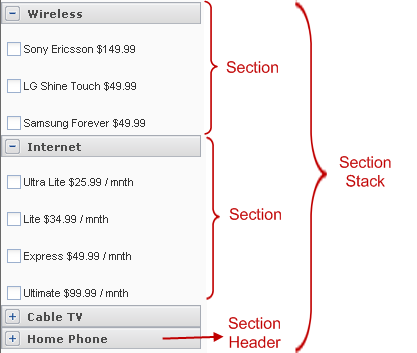 Wireless
Sony Ericsson $149.99
LG Shine Touch $49.99
Samsung Forever $49.99
Section
Internet
Ultra Lite $25.99 / mnth
Lite $34.99 / mnth
Express $49.99 / mnth
Ultimate $99.99 / mnth
Section
Section
Stack
Cable TV
Home Phone
Section
Header